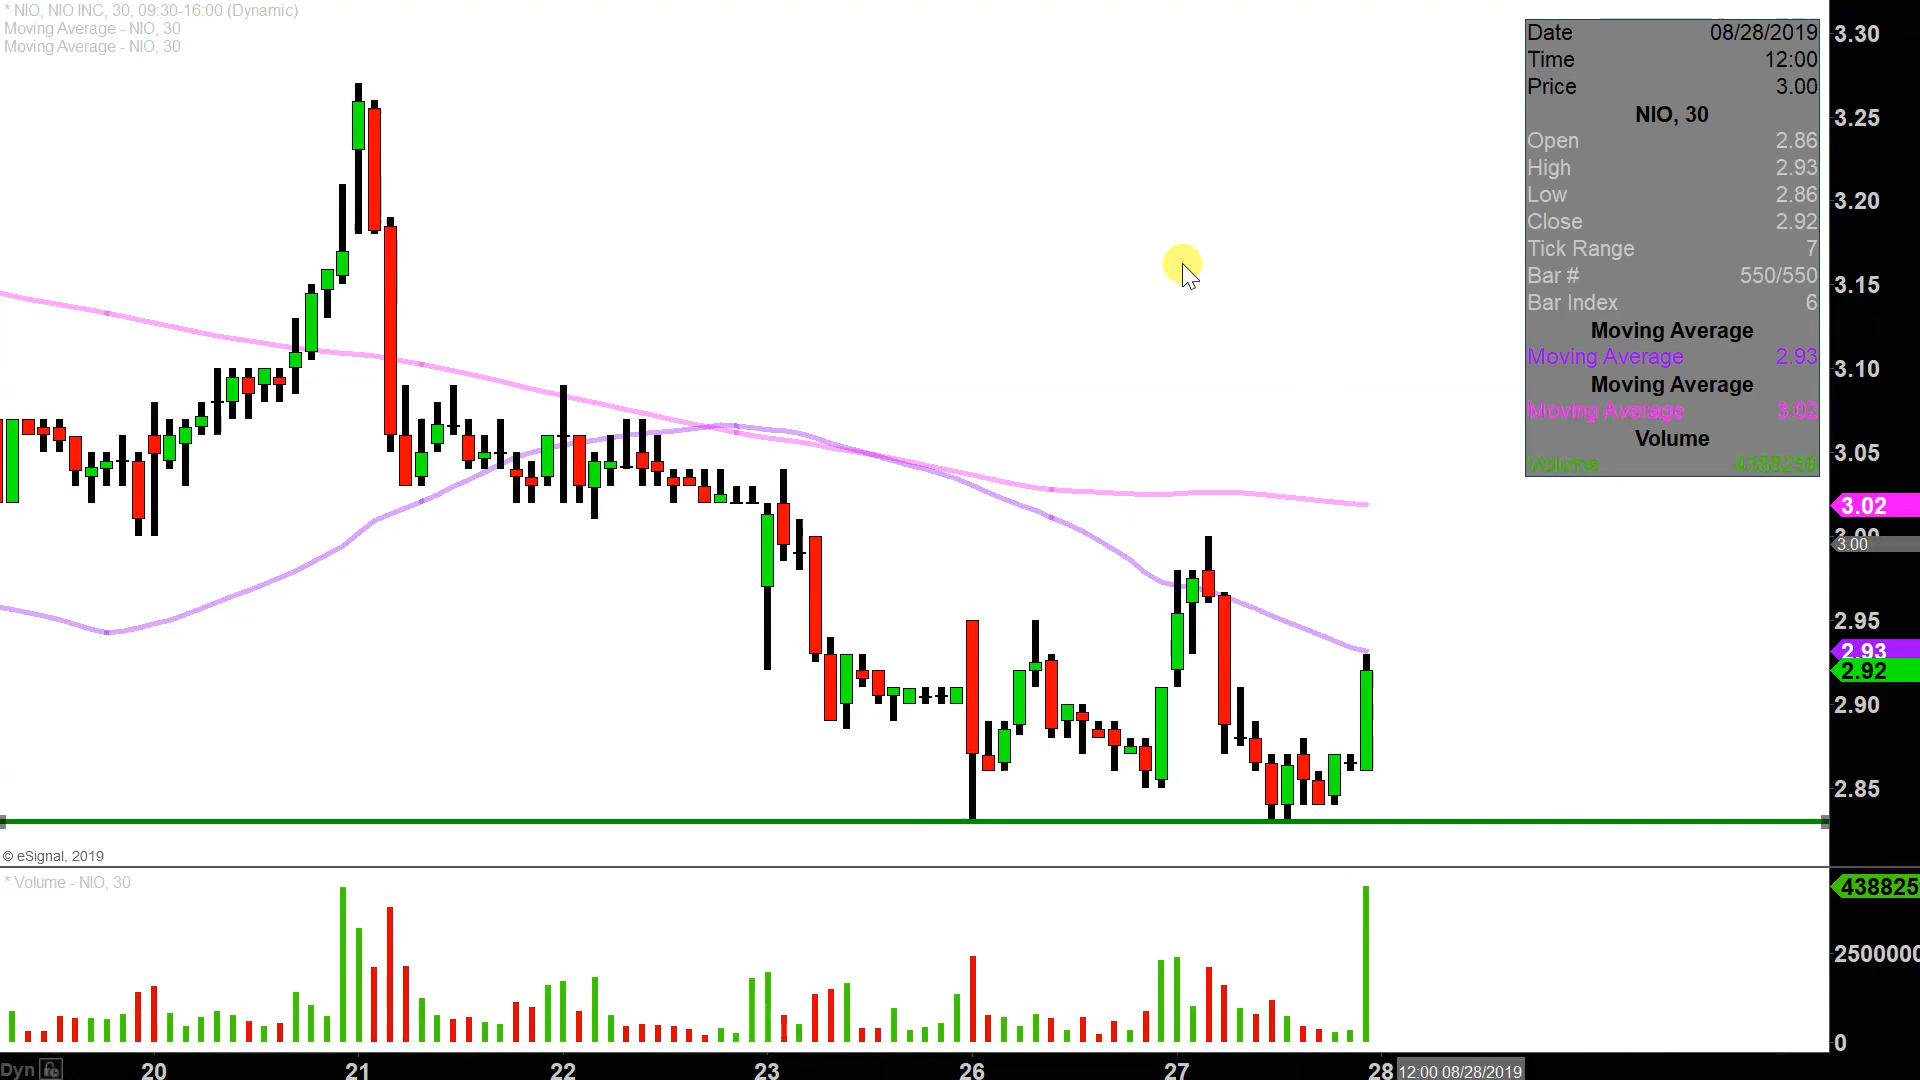 * NIO, NIO INC, 30, 09:30-16:00 (Dynamic)
Moving Average - NIO, 30
Moving Average - NIO, 30
Date 08/28/2019
Time 12:00
Price 3.00
NIO, 30
Open 2.86
High 2.93
Low 2.86
Close 2.92
Tick Range 7
Bar # 550/550
Bar Index 6
Moving Average
Moving Average 2.93
Moving Average
Moving Average 3.02
Volume
Volume 4388259
3.30
3.25
3.20
3.15
3.10
3.05
3.02
3.00
3.00
2.95
2.93
2.92
2.90
2.85
© eSignal, 2019
* Volume - NIO, 30
438825
2500000
0
Dyn 20 21 22 23 26 27 28 12:00 08/28/2019